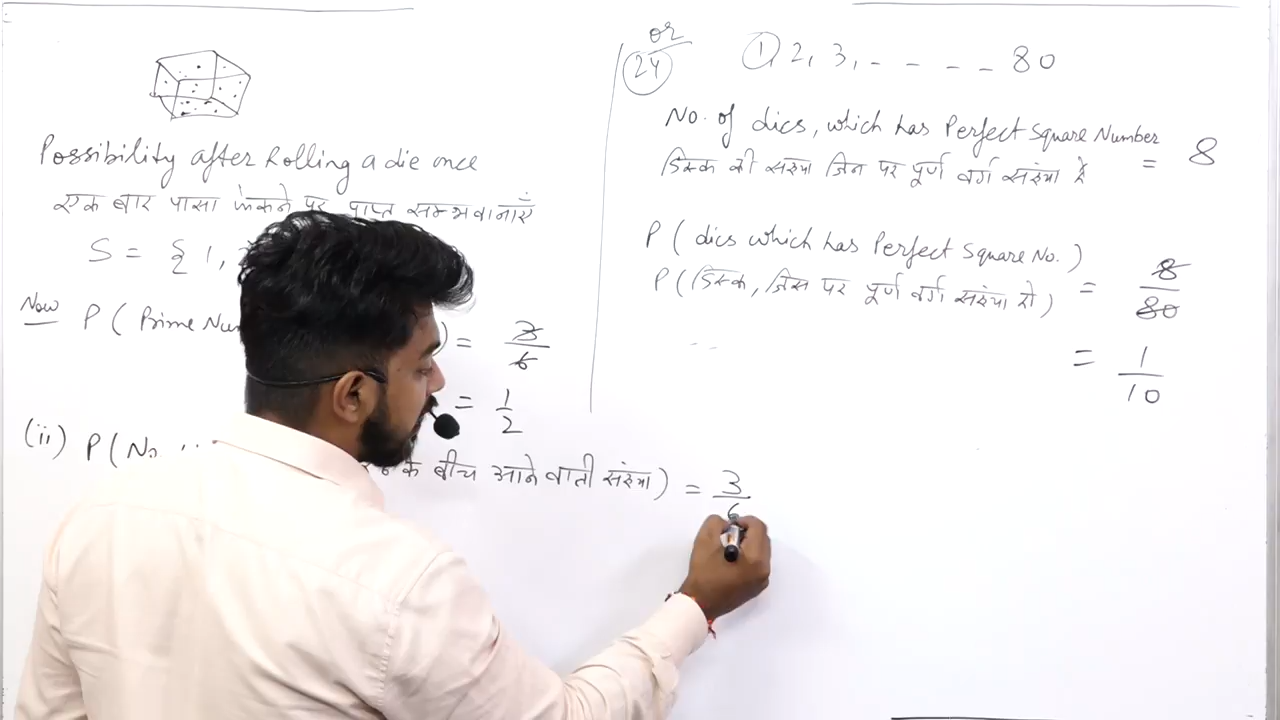 Possibility after Rolling a die once
एक बार पासा फेंकने पर प्राप्त सम्भवानाएं
S = { 1,
Now P ( Prime Num ) = 3/6
= 1/2
(ii) P ( No
के बीच आने वाली संख्या ) = 3/6
or
24 1, 2, 3, - - - - 80
No. of dics, which has Perfect Square Number
डिस्क की संख्या जिन पर पूर्ण वर्ग संख्या है = 8
P ( dics which has Perfect Square No. )
P ( डिस्क, जिस पर पूर्ण वर्ग संख्या हो ) = 8/80
= 1/10